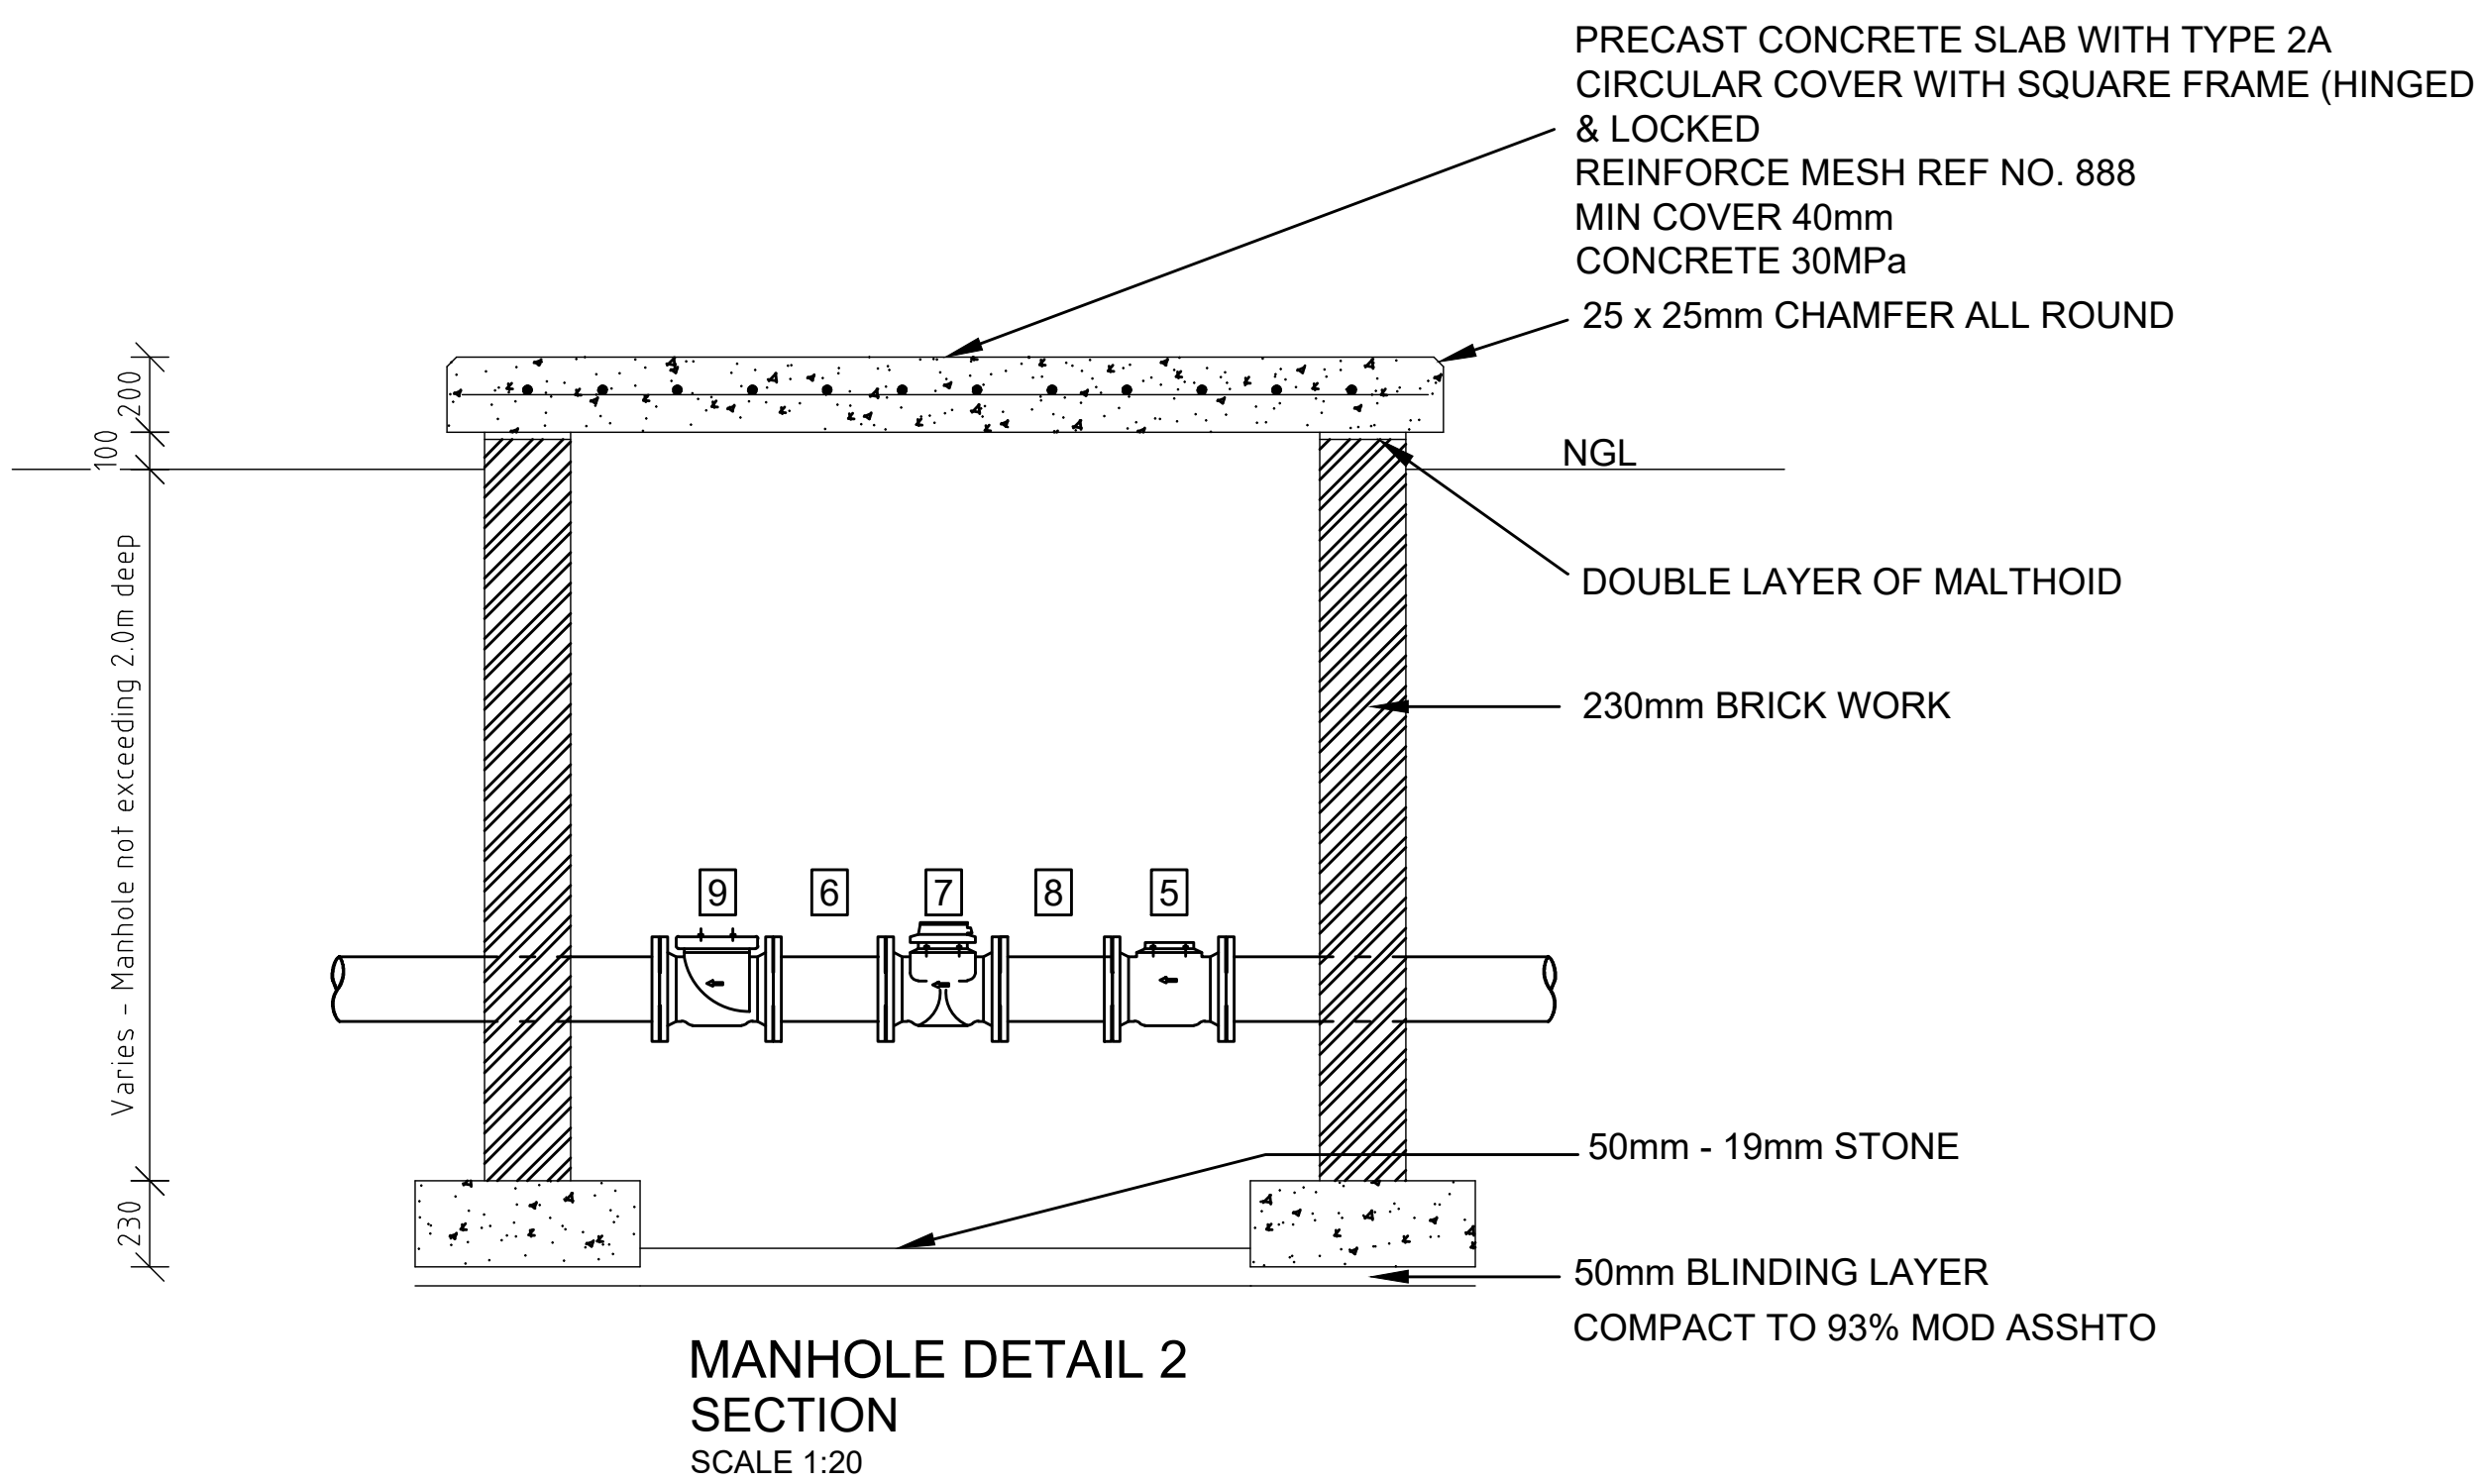 PRECAST CONCRETE SLAB WITH TYPE 2A
CIRCULAR COVER WITH SQUARE FRAME (HINGED
& LOCKED
REINFORCE MESH REF NO. 888
MIN COVER 40mm
CONCRETE 30MPa
25 x 25mm CHAMFER ALL ROUND
200
100
NGL
DOUBLE LAYER OF MALTHOID
Varies - Manhole not exceeding 2.0m deep
230mm BRICK WORK
9
6
7
8
5
50mm - 19mm STONE
230
50mm BLINDING LAYER
COMPACT TO 93% MOD ASSHTO
MANHOLE DETAIL 2
SECTION
SCALE 1:20